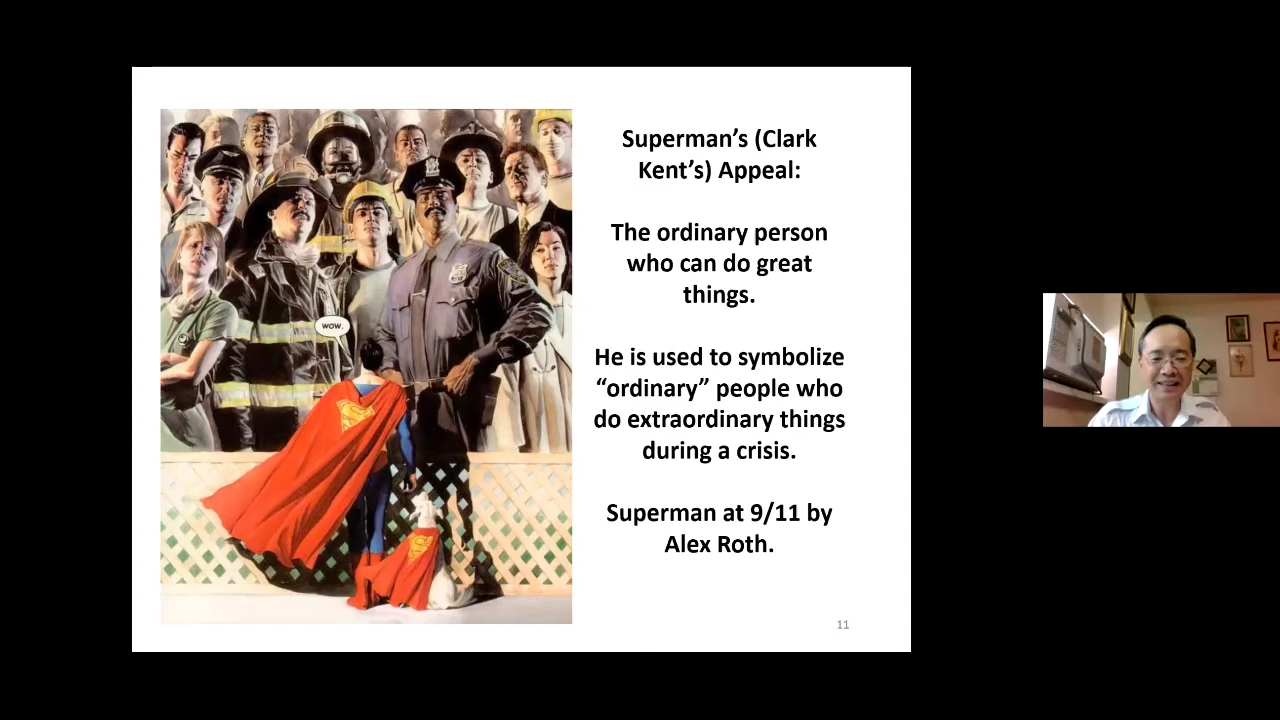 Superman’s (Clark
Kent’s) Appeal:
The ordinary person
who can do great
things.
He is used to symbolize
“ordinary” people who
do extraordinary things
during a crisis.
Superman at 9/11 by
Alex Roth.
WOW.
11